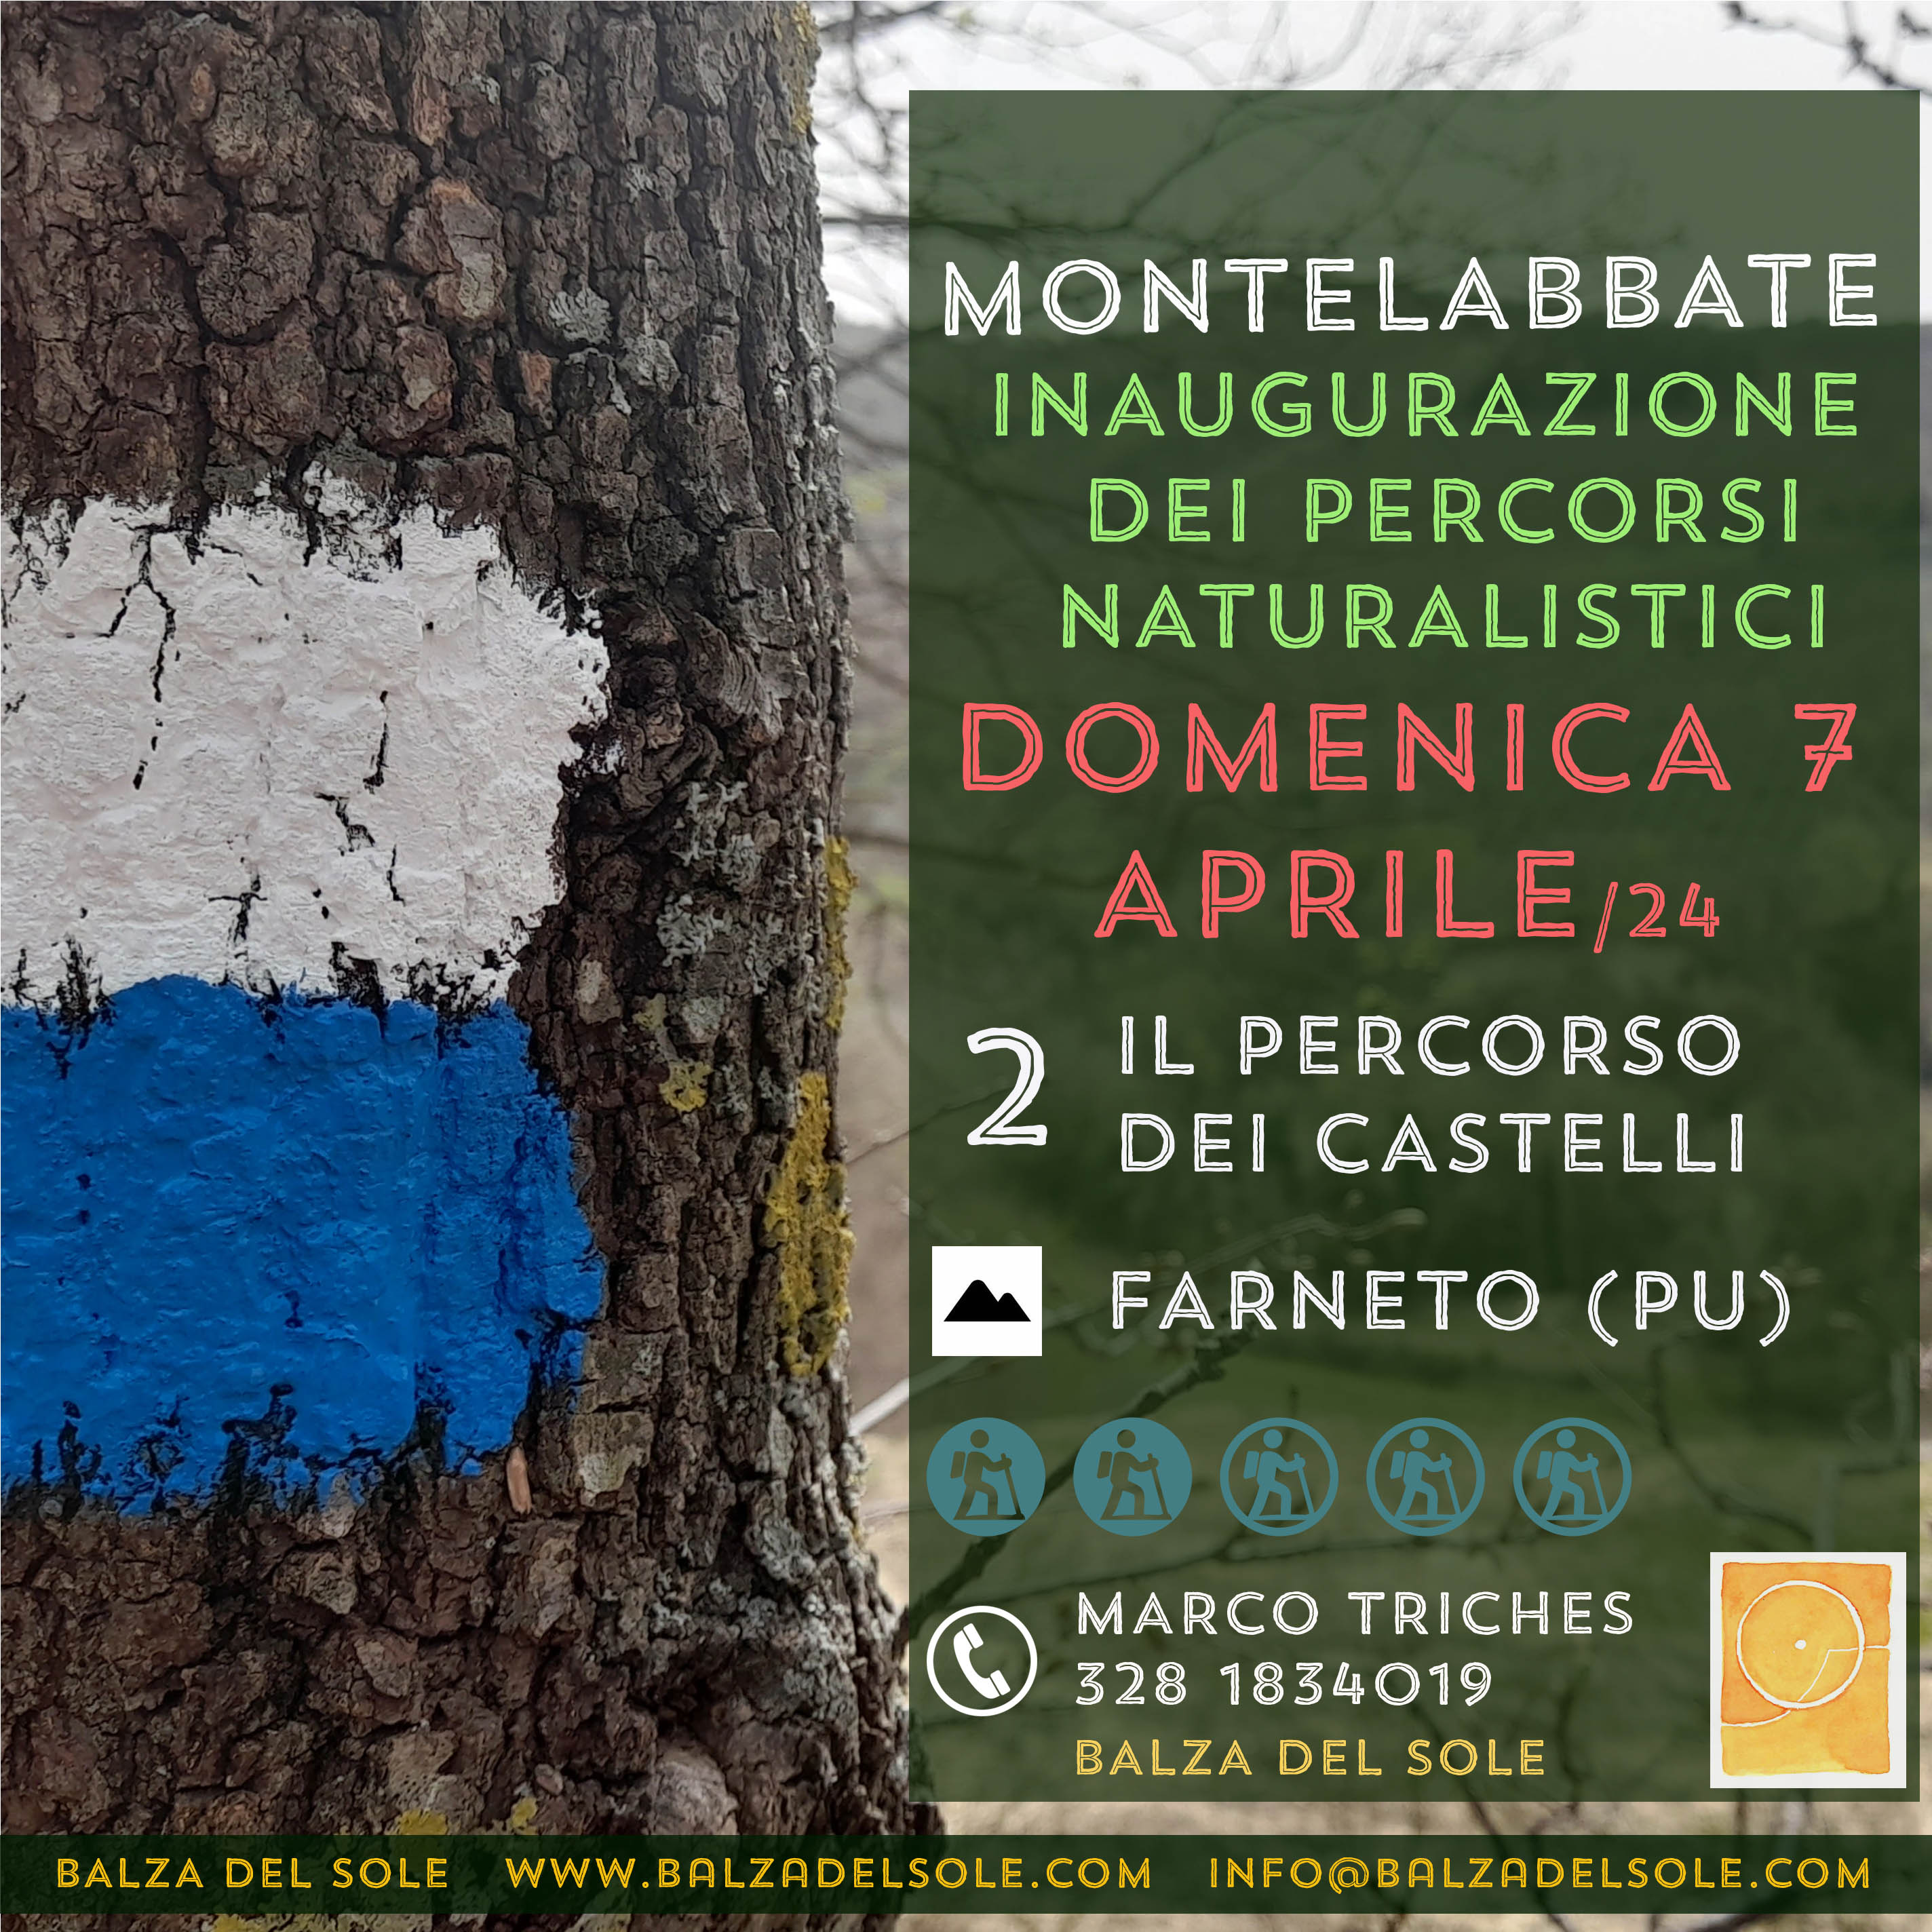 MONTELABBATE
INAUGURAZIONE
DEI PERCORSI
NATURALISTICI
DOMENICA 7
APRILE/24
2 IL PERCORSO
DEI CASTELLI
FARNETO (PU)
MARCO TRICHES
328 1834019
BALZA DEL SOLE
BALZA DEL SOLE WWW.BALZADELSOLE.COM INFO@BALZADELSOLE.COM